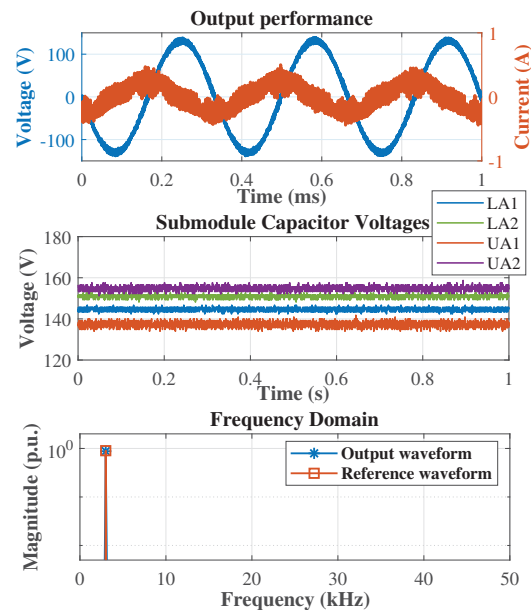 Output performance
Voltage (V)
100
0
-100
1
0
-1
Current (A)
0
0.2
0.4
0.6
0.8
1
Time (ms)
LA1
LA2
UA1
UA2
Submodule Capacitor Voltages
Voltage (V)
180
160
140
120
0
0.2
0.4
0.6
0.8
1
Time (s)
Frequency Domain
Magnitude (p.u.)
10^0
Output waveform
Reference waveform
0
10
20
30
40
50
Frequency (kHz)